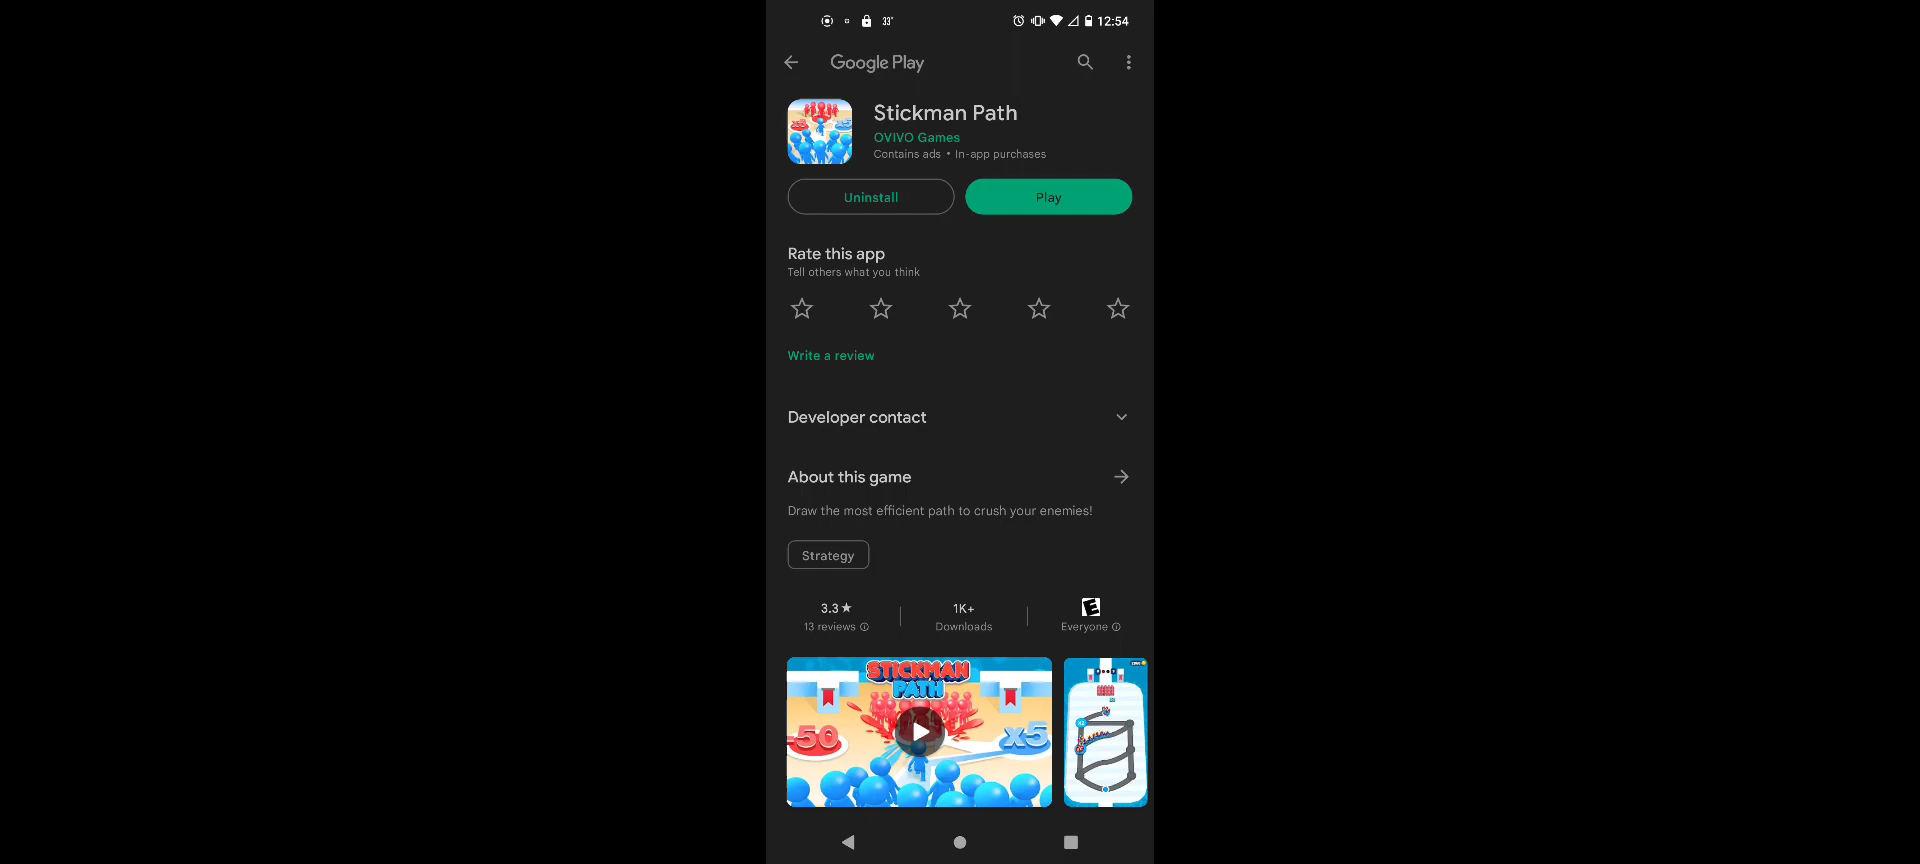 33°
12:54
Google Play
Stickman Path
OVIVO Games
Contains ads • In-app purchases
Uninstall
Play
Rate this app
Tell others what you think
Write a review
Developer contact
About this game
Draw the most efficient path to crush your enemies!
Strategy
3.3★
13 reviews
1K+
Downloads
E
Everyone
STICKMAN
PATH
-50
x5
x2